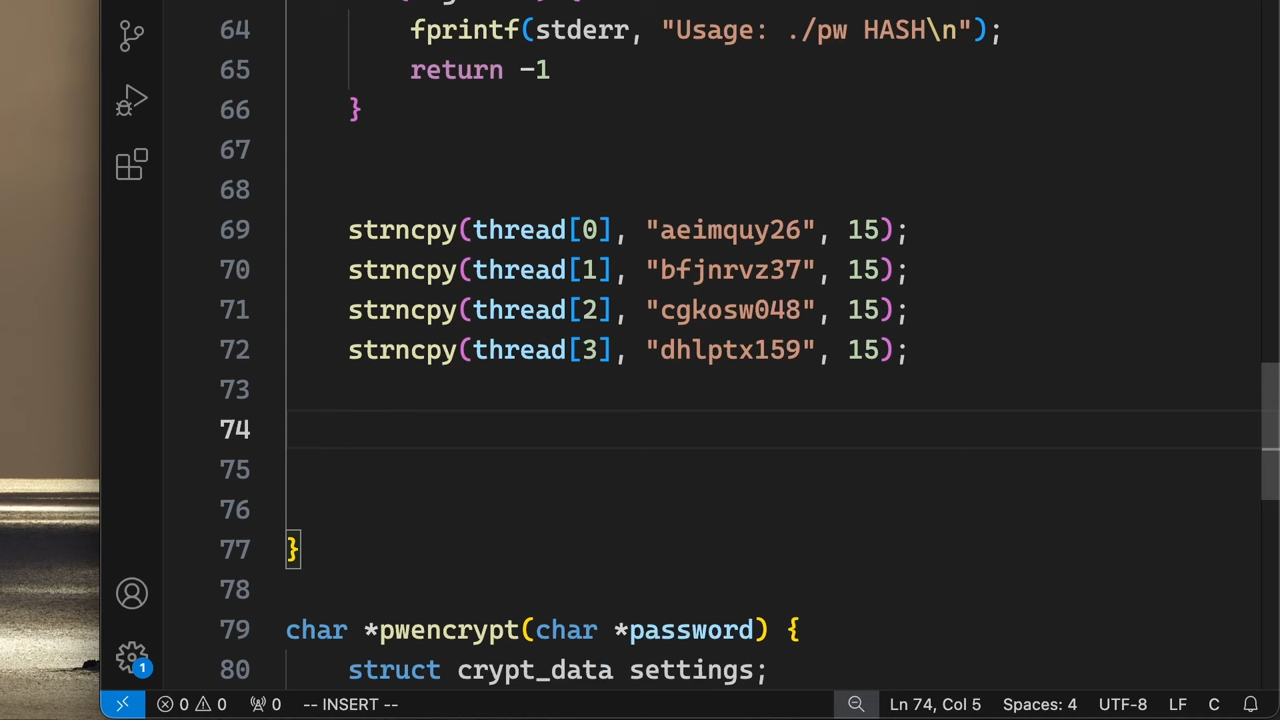 64 fprintf(stderr, "Usage: ./pw HASH\n");
65 return -1
66 }
67
68
69 strncpy(thread[0], "aeimquy26", 15);
70 strncpy(thread[1], "bfjnrvz37", 15);
71 strncpy(thread[2], "cgkosw048", 15);
72 strncpy(thread[3], "dhlptx159", 15);
73
74
75
76
77 }
78
79 char *pwencrypt(char *password) {
80 struct crypt_data settings;
1
0 0 0 -- INSERT -- Ln 74, Col 5 Spaces: 4 UTF-8 LF C